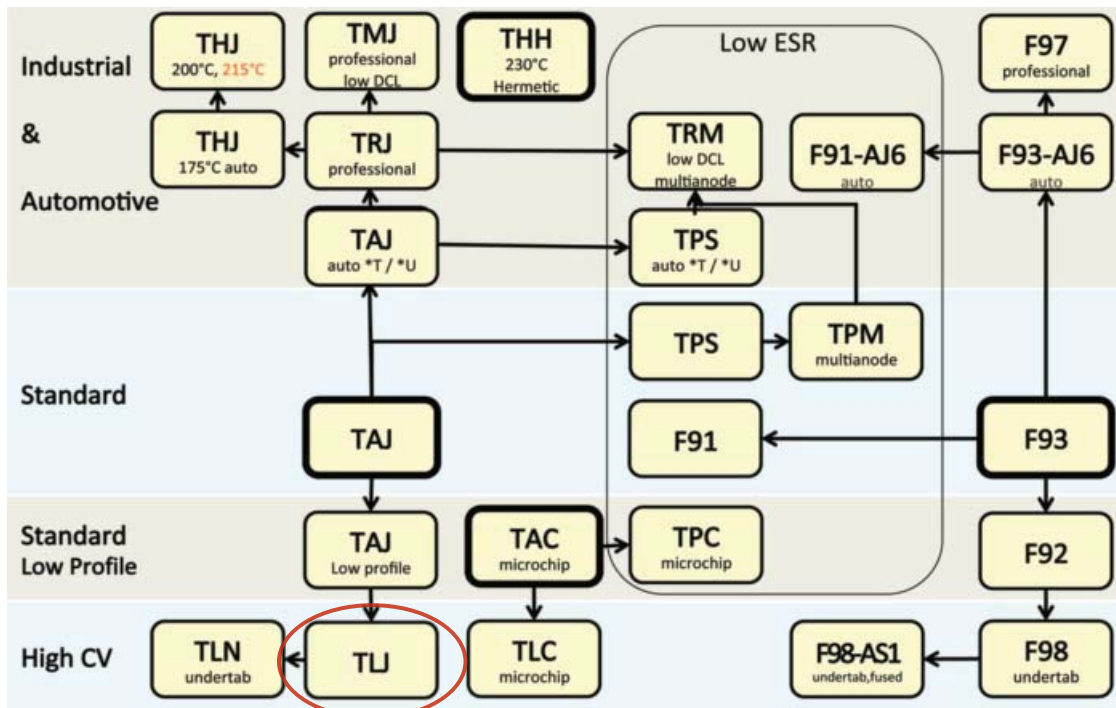 Industrial
&
Automotive
THJ
200°C, 215°C
TMJ
professional
low DCL
THH
230°C
Hermetic
Low ESR
F97
professional
THJ
175°C auto
TRJ
professional
TRM
low DCL
multianode
F91-AJ6
auto
F93-AJ6
auto
TAJ
auto *T / *U
TPS
auto *T / *U
Standard
TPS
TPM
multianode
TAJ
F91
F93
Standard
Low Profile
TAJ
Low profile
TAC
microchip
TPC
microchip
F92
High CV
TLN
undertab
TLJ
TLC
microchip
F98-AS1
undertab,fused
F98
undertab